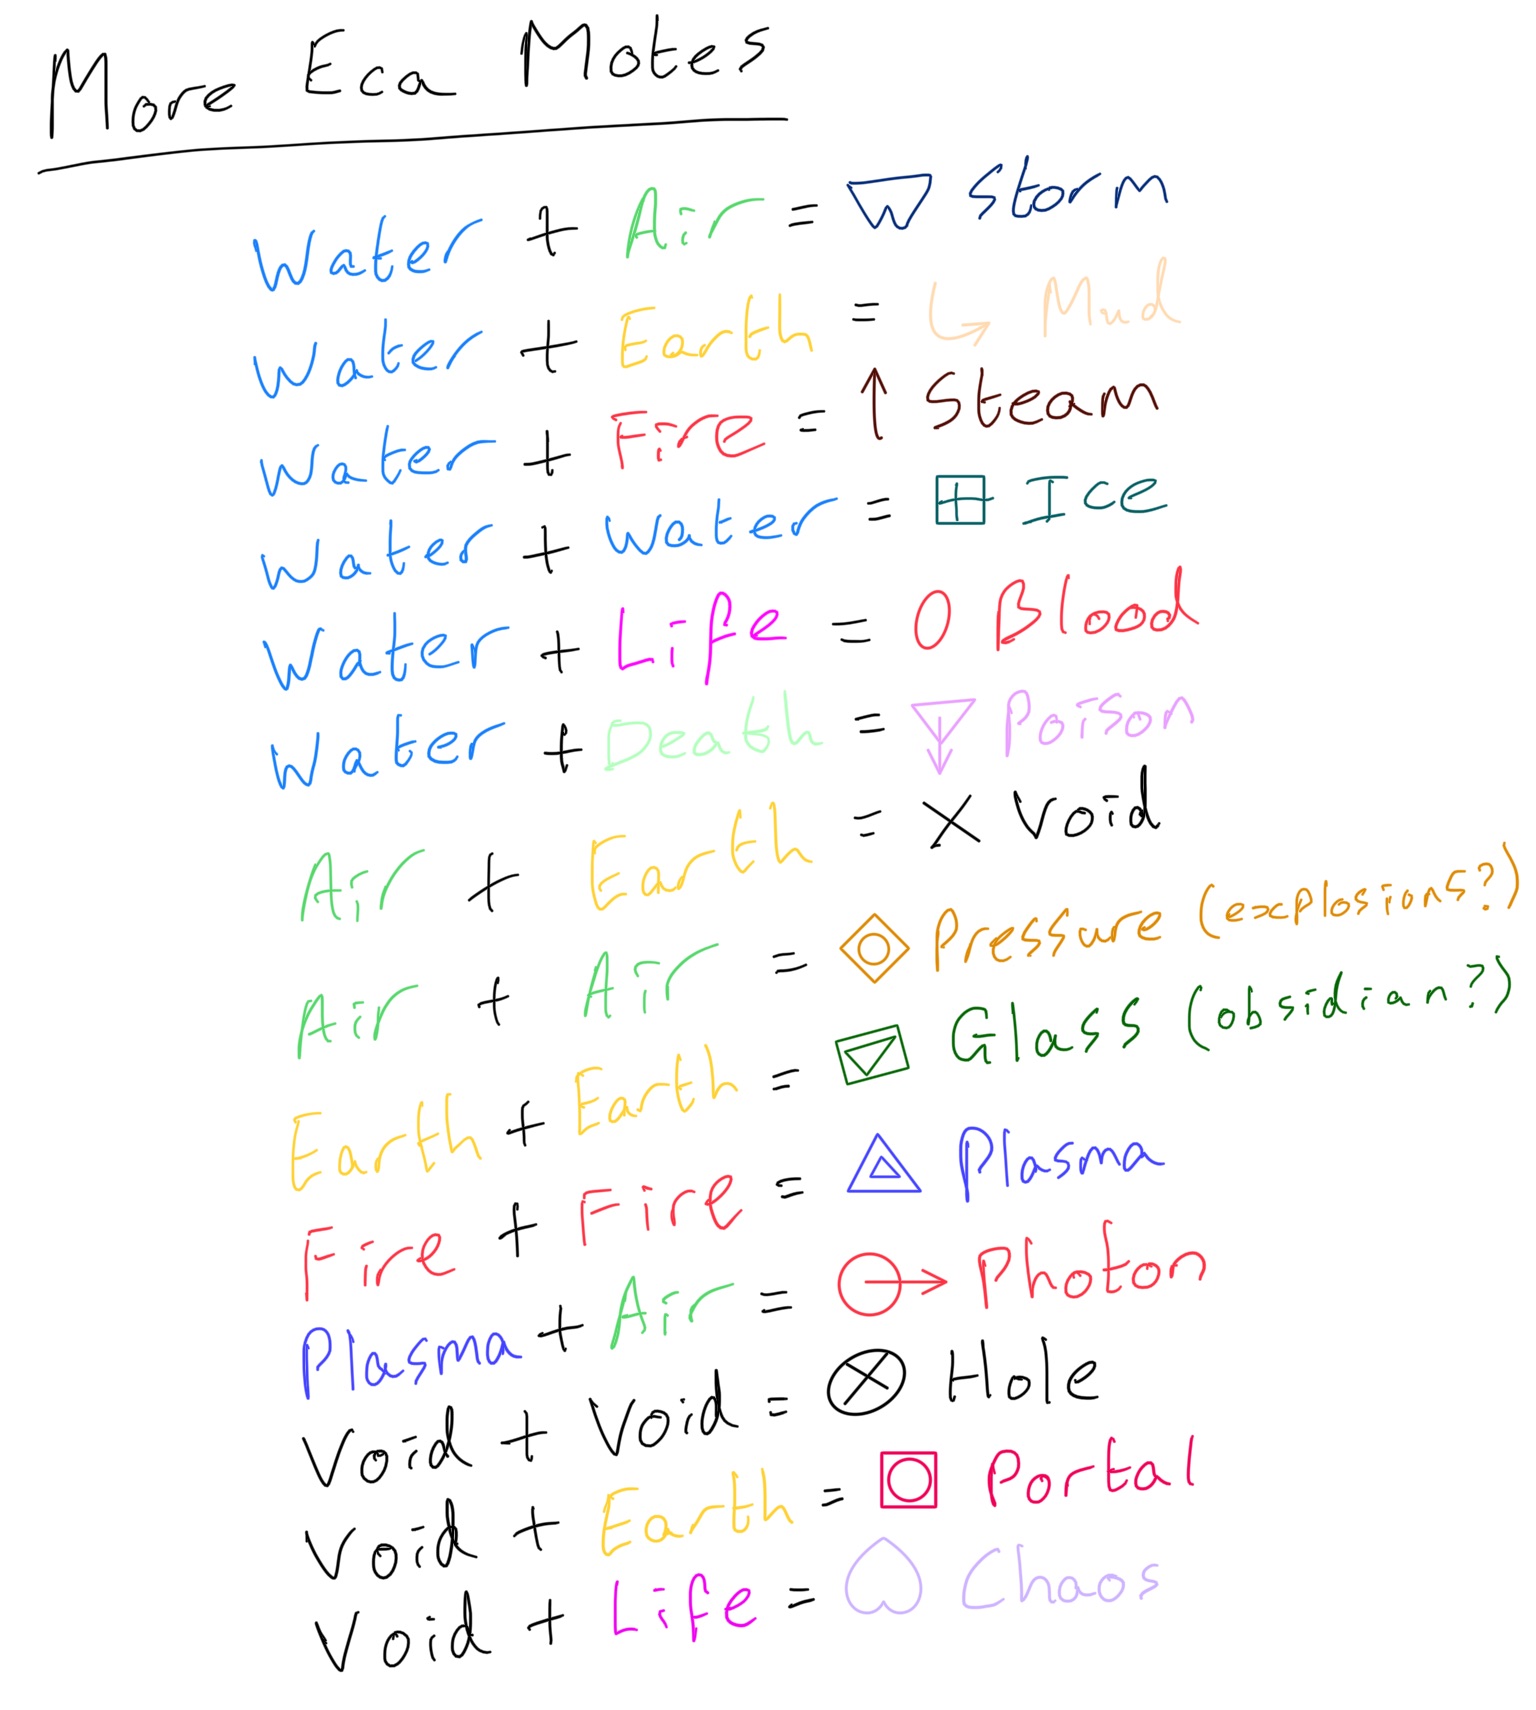 More Eca Motes
Water + Air = Storm
Water + Earth = Mud
Water + Fire = Steam
Water + Water = Ice
Water + Life = Blood
Water + Death = Poison
Air + Earth = Void
Air + Air = Pressure (explosions?)
Earth + Earth = Glass (obsidian?)
Fire + Fire = Plasma
Plasma + Air = Photon
Void + Void = Hole
Void + Earth = Portal
Void + Life = Chaos